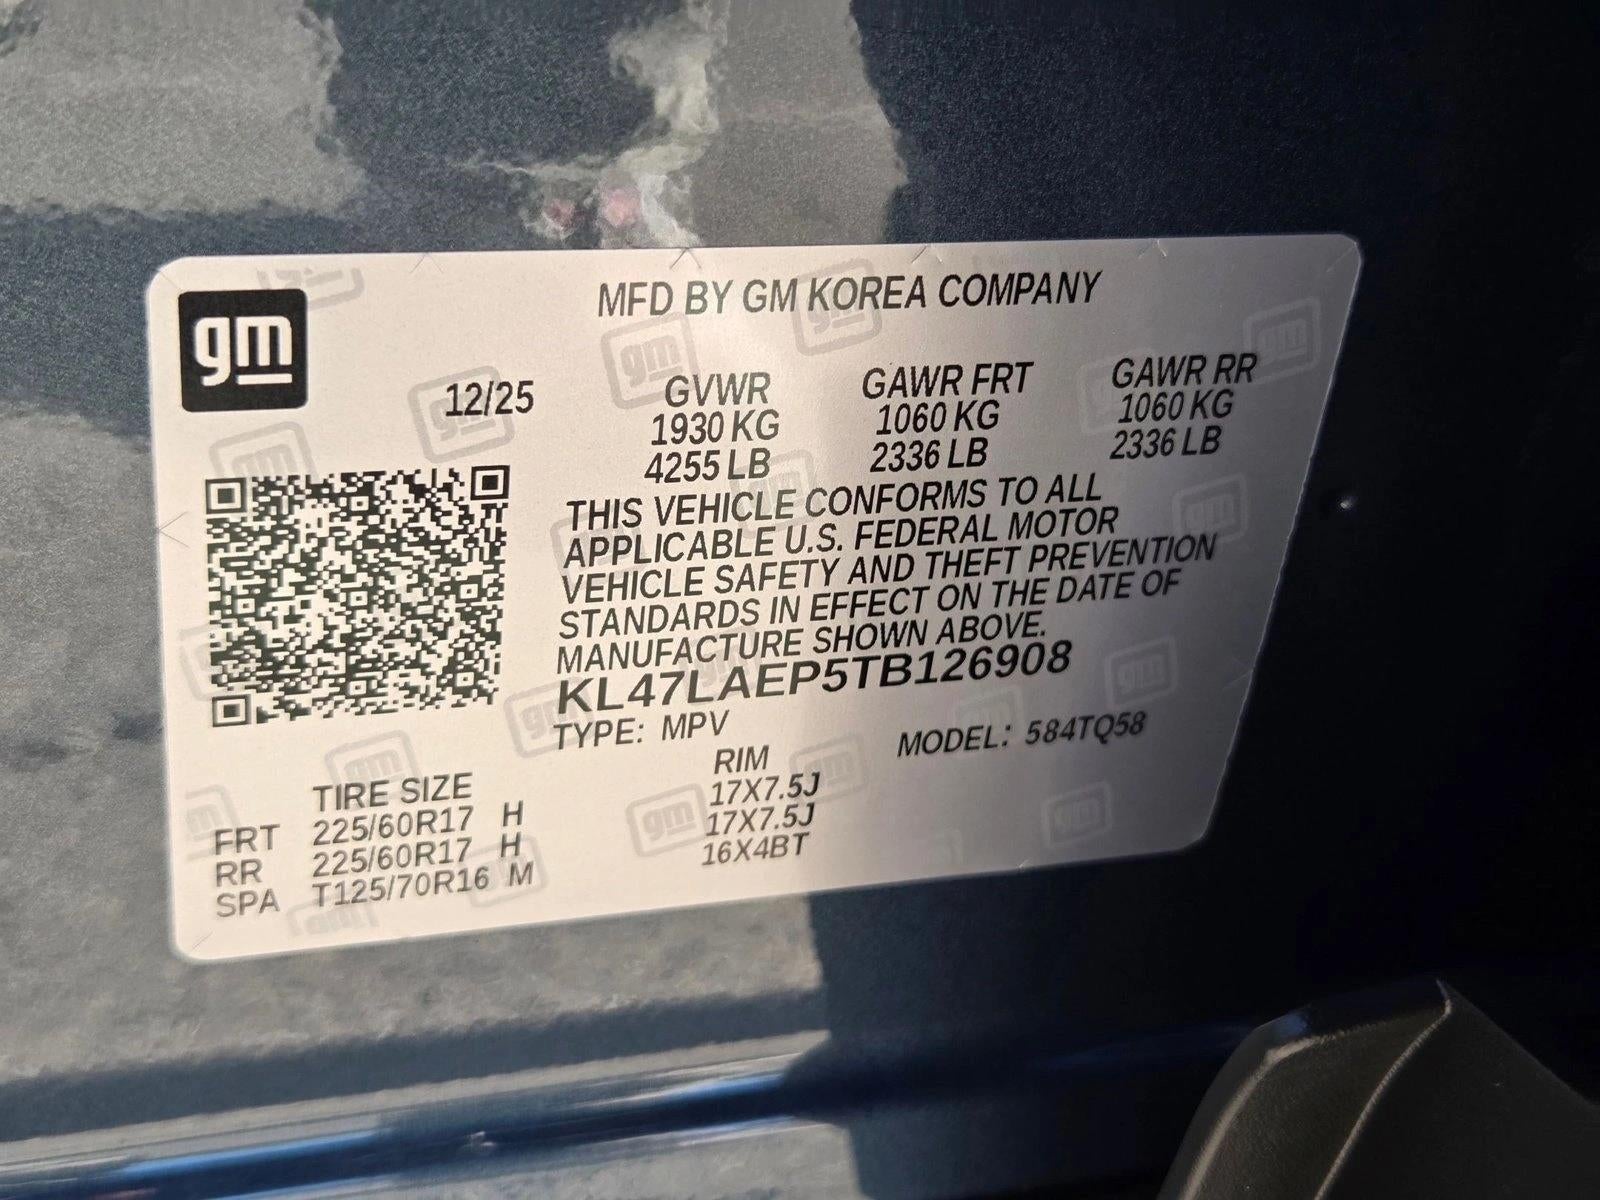 gm
MFD BY GM KOREA COMPANY
12/25
GVWR GAWR FRT GAWR RR
1930 KG 1060 KG 1060 KG
4255 LB 2336 LB 2336 LB
THIS VEHICLE CONFORMS TO ALL
APPLICABLE U.S. FEDERAL MOTOR
VEHICLE SAFETY AND THEFT PREVENTION
STANDARDS IN EFFECT ON THE DATE OF
MANUFACTURE SHOWN ABOVE.
KL47LAEP5TB126908
TYPE: MPV MODEL: 584TQ58
TIRE SIZE RIM
FRT 225/60R17 H 17X7.5J
RR 225/60R17 H 17X7.5J
SPA T125/70R16 M 16X4BT